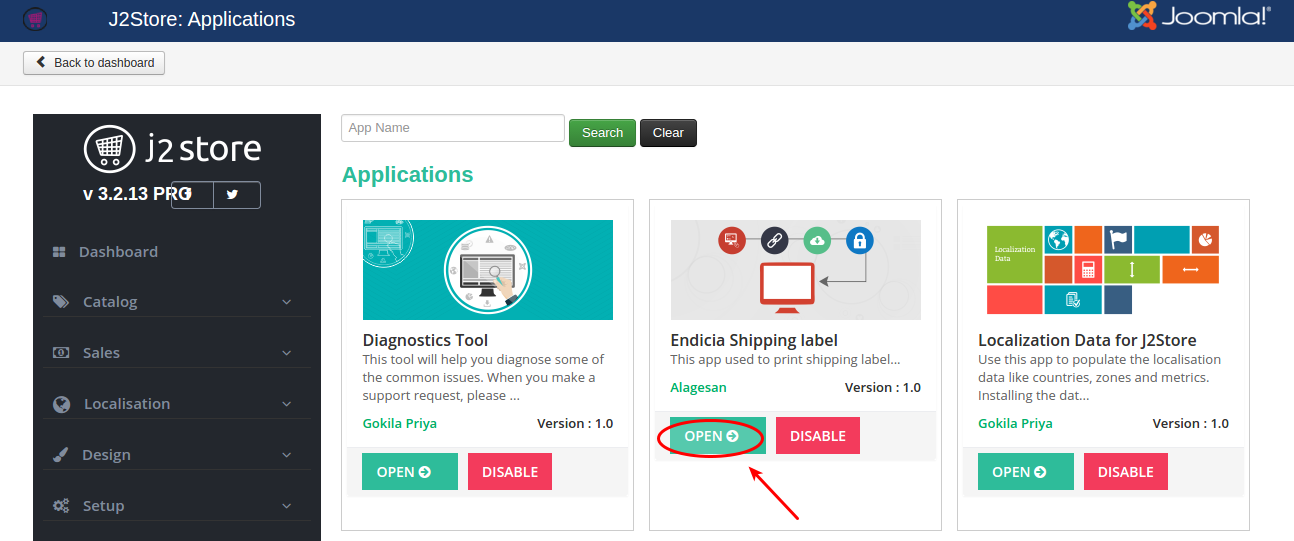 J2Store: Applications
Joomla!®
Back to dashboard
j2store
v 3.2.13 PRO
Dashboard
Catalog
Sales
Localisation
Design
Setup
App Name
Search
Clear
Applications
Diagnostics Tool
This tool will help you diagnose some of
the common issues. When you make a
support request, please ...
Gokila Priya Version : 1.0
OPEN DISABLE
Endicia Shipping label
This app used to print shipping label...
Alagesan Version : 1.0
OPEN DISABLE
Localization
Data
Localization Data for J2Store
Use this app to populate the localisation
data like countries, zones and metrics.
Installing the dat...
Gokila Priya Version : 1.0
OPEN DISABLE